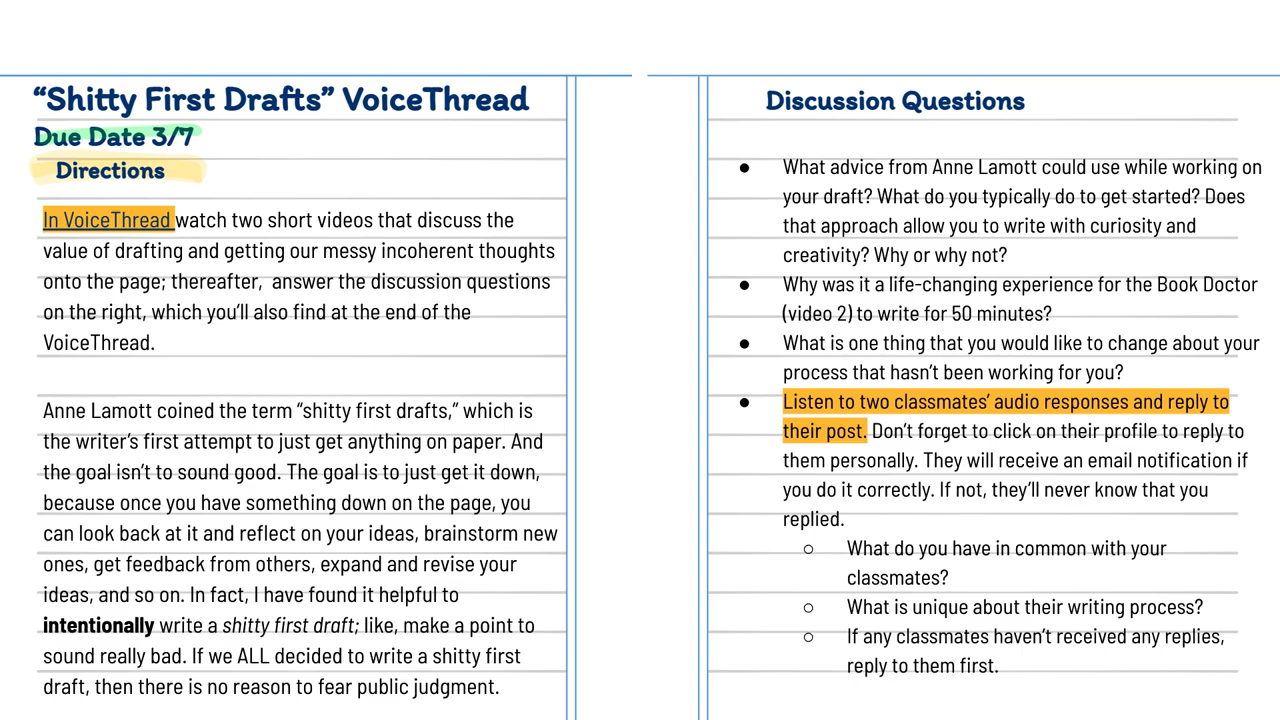 “Shitty First Drafts” VoiceThread
Due Date 3/7
Directions
In VoiceThread watch two short videos that discuss the
value of drafting and getting our messy incoherent thoughts
onto the page; thereafter,  answer the discussion questions
on the right, which you’ll also find at the end of the
VoiceThread.
Anne Lamott coined the term “shitty first drafts,” which is
the writer’s first attempt to just get anything on paper. And
the goal isn’t to sound good. The goal is to just get it down,
because once you have something down on the page, you
can look back at it and reflect on your ideas, brainstorm new
ones, get feedback from others, expand and revise your
ideas, and so on. In fact, I have found it helpful to
intentionally write a shitty first draft; like, make a point to
sound really bad. If we ALL decided to write a shitty first
draft, then there is no reason to fear public judgment.
Discussion Questions
● What advice from Anne Lamott could use while working on
your draft? What do you typically do to get started? Does
that approach allow you to write with curiosity and
creativity? Why or why not?
● Why was it a life-changing experience for the Book Doctor
(video 2) to write for 50 minutes?
● What is one thing that you would like to change about your
process that hasn’t been working for you?
● Listen to two classmates’ audio responses and reply to
their post. Don’t forget to click on their profile to reply to
them personally. They will receive an email notification if
you do it correctly. If not, they’ll never know that you
replied.
○ What do you have in common with your
classmates?
○ What is unique about their writing process?
○ If any classmates haven’t received any replies,
reply to them first.